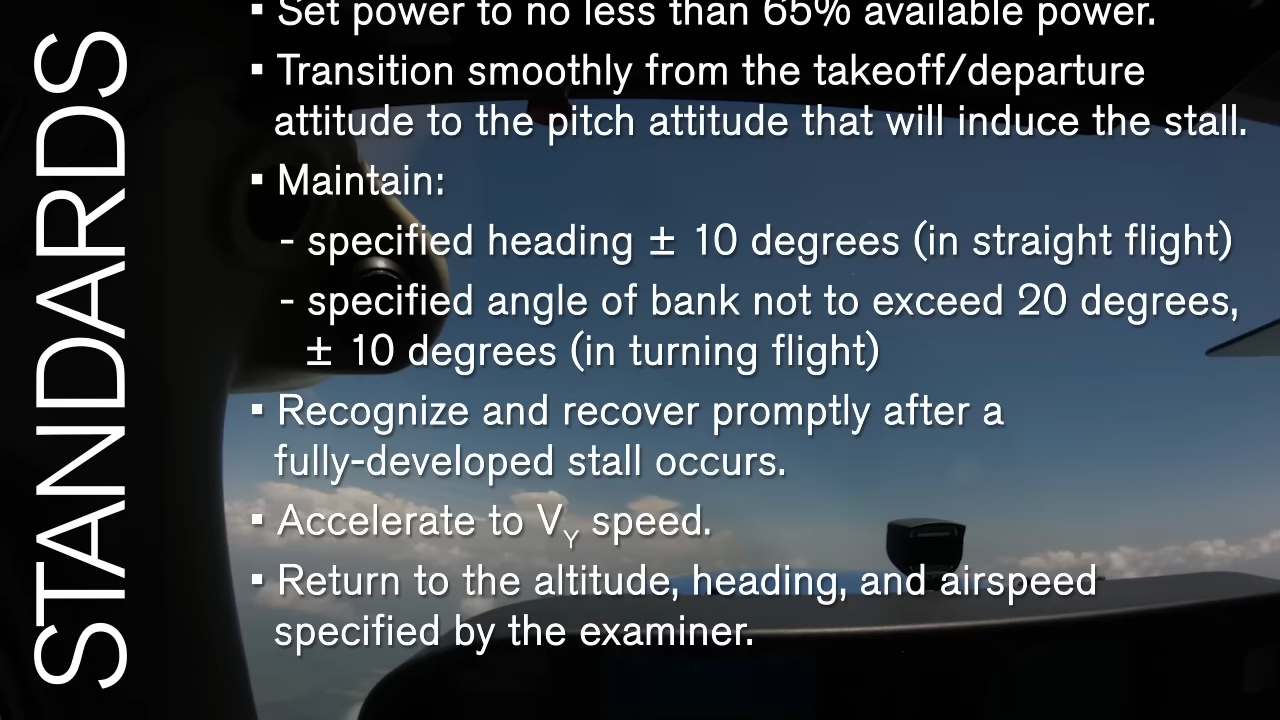 STANDARDS
▪ Set power to no less than 65% available power.
▪ Transition smoothly from the takeoff/departure
attitude to the pitch attitude that will induce the stall.
▪ Maintain:
- specified heading ± 10 degrees (in straight flight)
- specified angle of bank not to exceed 20 degrees,
± 10 degrees (in turning flight)
▪ Recognize and recover promptly after a
fully-developed stall occurs.
▪ Accelerate to VY speed.
▪ Return to the altitude, heading, and airspeed
specified by the examiner.